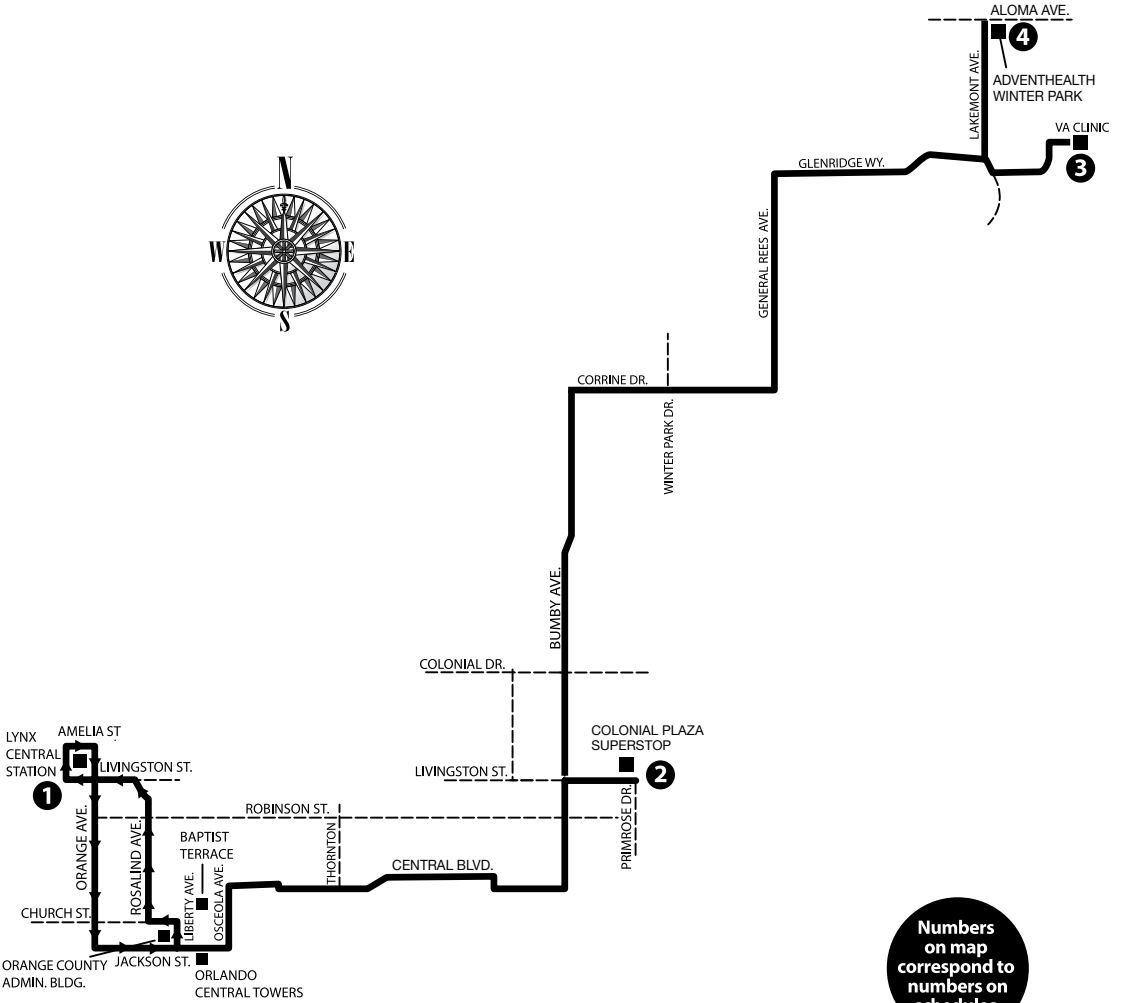 ALOMA AVE.
4
LAKEMONT AVE.
ADVENTHEALTH
WINTER PARK
VA CLINIC
3
GLENRIDGE WY.
N
W
E
S
GENERAL REES AVE.
CORRINE DR.
WINTER PARK DR.
BUMBY AVE.
COLONIAL DR.
COLONIAL PLAZA
SUPERSTOP
2
LIVINGSTON ST.
PRIMROSE DR.
LYNX
CENTRAL
STATION
1
AMELIA ST
LIVINGSTON ST.
ROBINSON ST.
ORANGE AVE.
ROSALIND AVE.
BAPTIST
TERRACE
THORNTON
CENTRAL BLVD.
LIBERTY AVE.
OSCEOLA AVE.
CHURCH ST.
ORANGE COUNTY
ADMIN. BLDG.
JACKSON ST.
ORLANDO
CENTRAL TOWERS
Numbers
on map
correspond to
numbers on